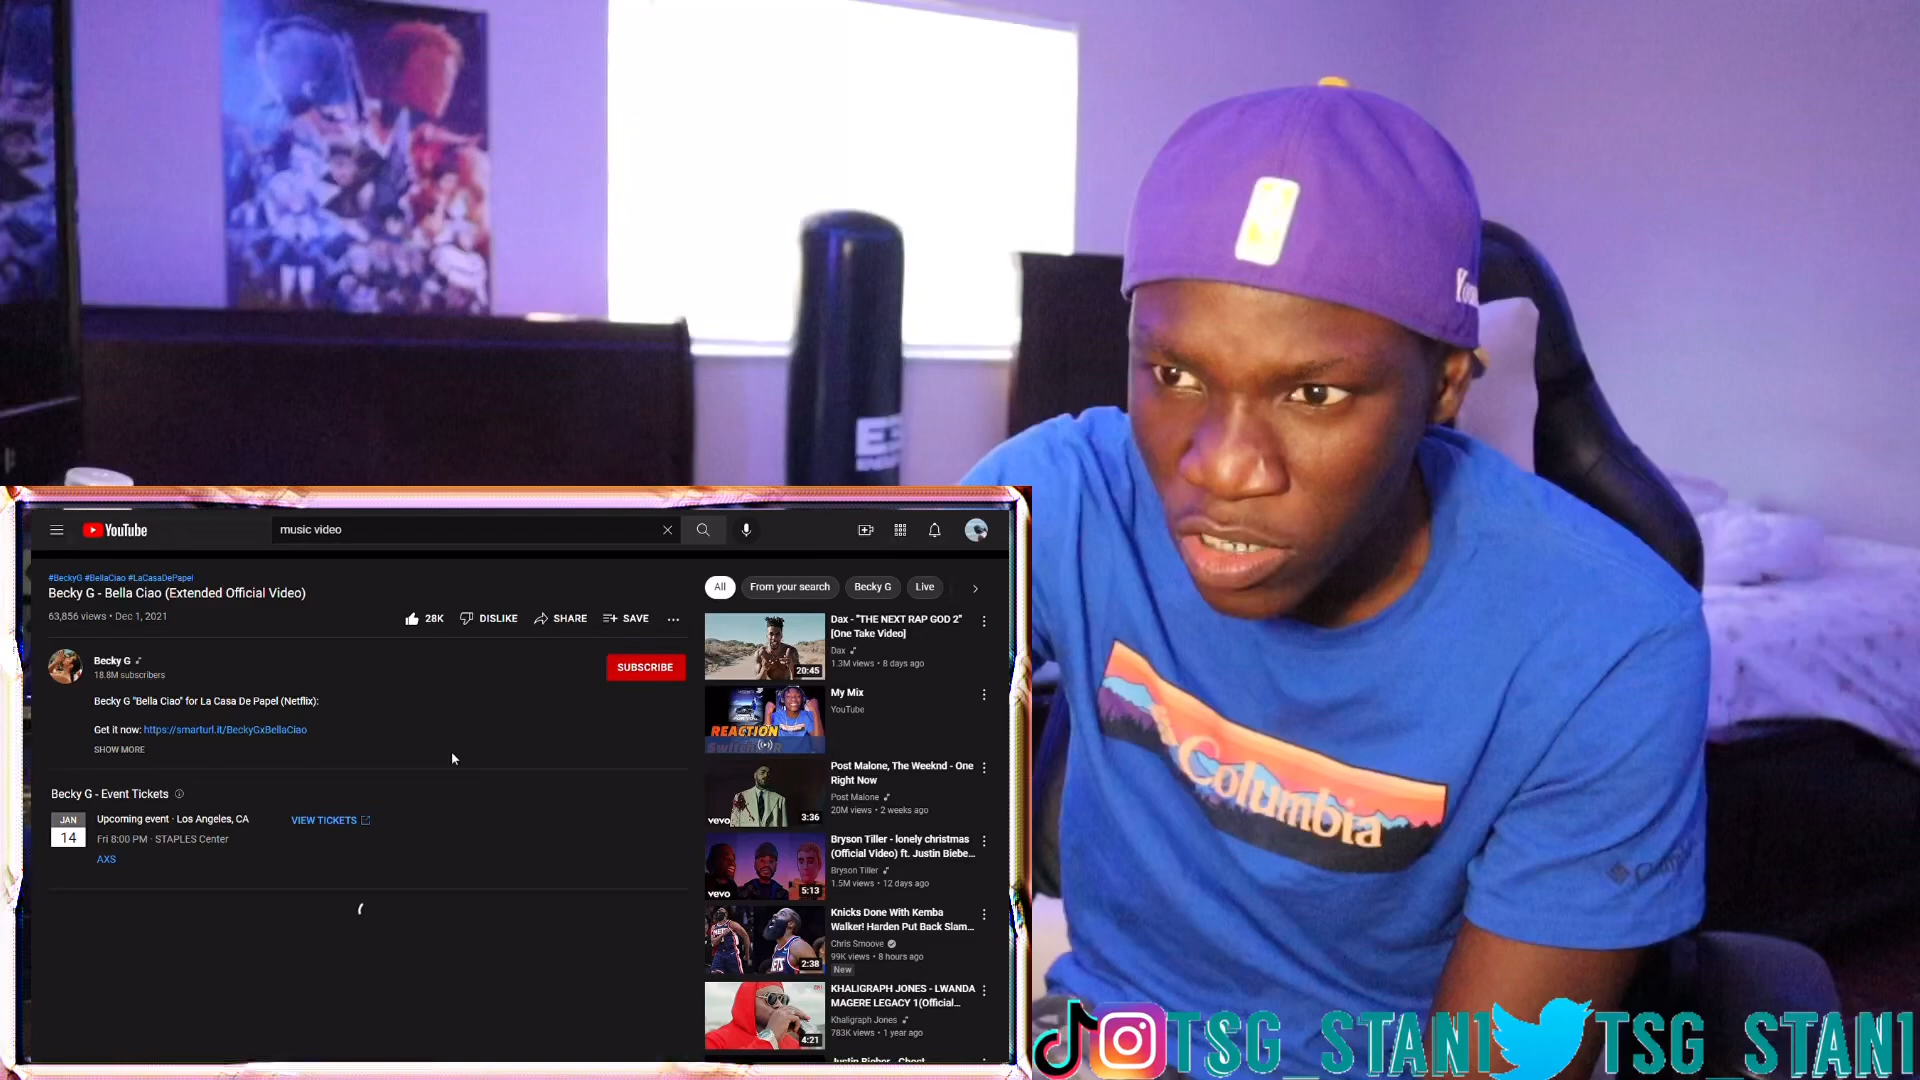 E3
YouTube
music video
#BeckyG #BellaCiao #LaCasaDePapel
Becky G - Bella Ciao (Extended Official Video)
63,856 views • Dec 1, 2021
28K
DISLIKE
SHARE
SAVE
Becky G
18.8M subscribers
SUBSCRIBE
Becky G "Bella Ciao" for La Casa De Papel (Netflix):
Get it now: https://smarturl.it/BeckyGxBellaCiao
SHOW MORE
Becky G - Event Tickets
JAN
14
Upcoming event · Los Angeles, CA
Fri 8:00 PM · STAPLES Center
AXS
VIEW TICKETS
All
From your search
Becky G
Live
Dax - "THE NEXT RAP GOD 2"
[One Take Video]
Dax
1.3M views • 8 days ago
20:45
My Mix
YouTube
REACTION
Post Malone, The Weeknd - One
Right Now
Post Malone
20M views • 2 weeks ago
vevo
3:36
Bryson Tiller - lonely christmas
(Official Video) ft. Justin Biebe...
Bryson Tiller
1.5M views • 12 days ago
vevo
5:13
Knicks Done With Kemba
Walker! Harden Put Back Slam...
Chris Smoove
99K views • 8 hours ago
New
2:38
KHALIGRAPH JONES - LWANDA
MAGERE LEGACY 1(Official...
Khaligraph Jones
783K views • 1 year ago
4:21
Columbia
TSG_STAN1
TSG_STAN1